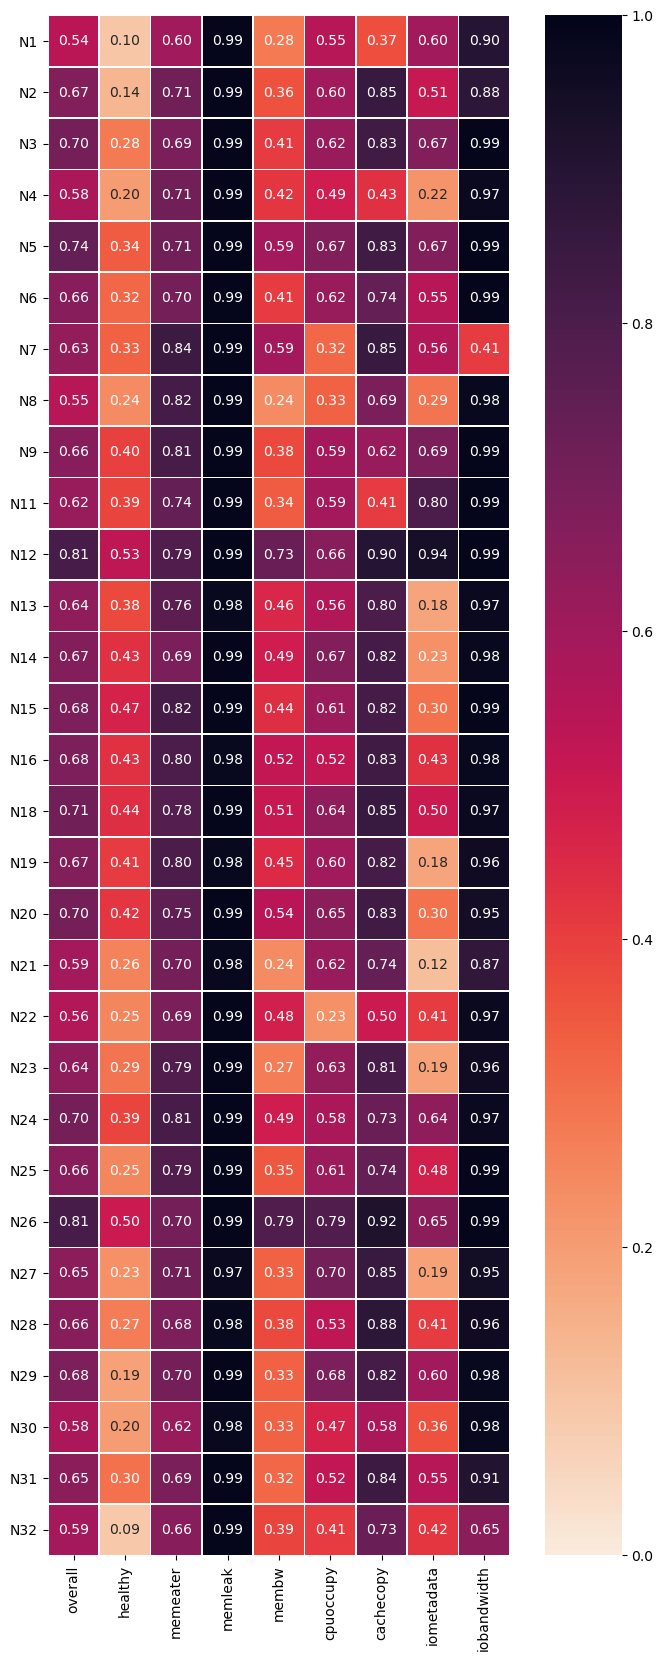 N1 0.54 0.10 0.60 0.99 0.28 0.55 0.37 0.60 0.90
N2 0.67 0.14 0.71 0.99 0.36 0.60 0.85 0.51 0.88
N3 0.70 0.28 0.69 0.99 0.41 0.62 0.83 0.67 0.99
N4 0.58 0.20 0.71 0.99 0.42 0.49 0.43 0.22 0.97
N5 0.74 0.34 0.71 0.99 0.59 0.67 0.83 0.67 0.99
N6 0.66 0.32 0.70 0.99 0.41 0.62 0.74 0.55 0.99
N7 0.63 0.33 0.84 0.99 0.59 0.32 0.85 0.56 0.41
N8 0.55 0.24 0.82 0.99 0.24 0.33 0.69 0.29 0.98
N9 0.66 0.40 0.81 0.99 0.38 0.59 0.62 0.69 0.99
N11 0.62 0.39 0.74 0.99 0.34 0.59 0.41 0.80 0.99
N12 0.81 0.53 0.79 0.99 0.73 0.66 0.90 0.94 0.99
N13 0.64 0.38 0.76 0.98 0.46 0.56 0.80 0.18 0.97
N14 0.67 0.43 0.69 0.99 0.49 0.67 0.82 0.23 0.98
N15 0.68 0.47 0.82 0.99 0.44 0.61 0.82 0.30 0.99
N16 0.68 0.43 0.80 0.98 0.52 0.52 0.83 0.43 0.98
N18 0.71 0.44 0.78 0.99 0.51 0.64 0.85 0.50 0.97
N19 0.67 0.41 0.80 0.98 0.45 0.60 0.82 0.18 0.96
N20 0.70 0.42 0.75 0.99 0.54 0.65 0.83 0.30 0.95
N21 0.59 0.26 0.70 0.98 0.24 0.62 0.74 0.12 0.87
N22 0.56 0.25 0.69 0.99 0.48 0.23 0.50 0.41 0.97
N23 0.64 0.29 0.79 0.99 0.27 0.63 0.81 0.19 0.96
N24 0.70 0.39 0.81 0.99 0.49 0.58 0.73 0.64 0.97
N25 0.66 0.25 0.79 0.99 0.35 0.61 0.74 0.48 0.99
N26 0.81 0.50 0.70 0.99 0.79 0.79 0.92 0.65 0.99
N27 0.65 0.23 0.71 0.97 0.33 0.70 0.85 0.19 0.95
N28 0.66 0.27 0.68 0.98 0.38 0.53 0.88 0.41 0.96
N29 0.68 0.19 0.70 0.99 0.33 0.68 0.82 0.60 0.98
N30 0.58 0.20 0.62 0.98 0.33 0.47 0.58 0.36 0.98
N31 0.65 0.30 0.69 0.99 0.32 0.52 0.84 0.55 0.91
N32 0.59 0.09 0.66 0.99 0.39 0.41 0.73 0.42 0.65
overall
healthy
memeater
memleak
membw
cpuoccupy
cachecopy
iometadata
iobandwidth
1.0
0.8
0.6
0.4
0.2
0.0